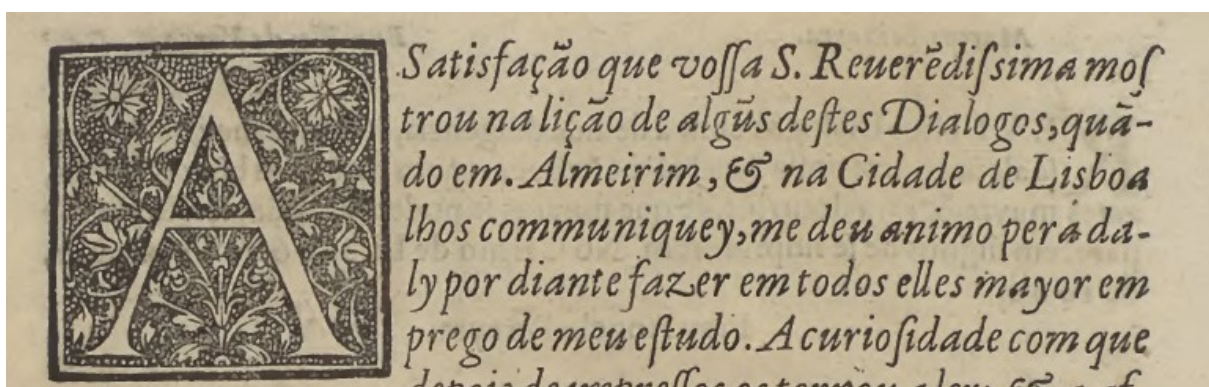 A Satisfação que voſſa S. Reuerẽdiſsima moſ
trou na lição de algũs deſtes Dialogos, quã-
do em. Almeirim, & na Cidade de Lisboa
lhos communiquey, me deu animo pera da-
ly por diante fazer em todos elles mayor em
prego de meu eſtudo. A curioſidade com que